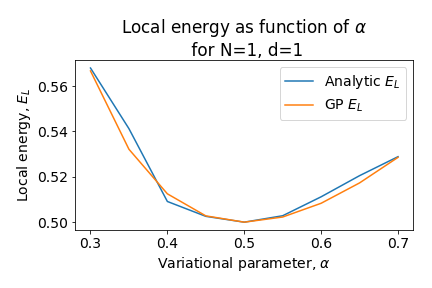 Local energy as function of α
for N=1, d=1
Analytic E_L
GP E_L
Local energy, E_L
0.56
0.54
0.52
0.50
0.3
0.4
0.5
0.6
0.7
Variational parameter, α